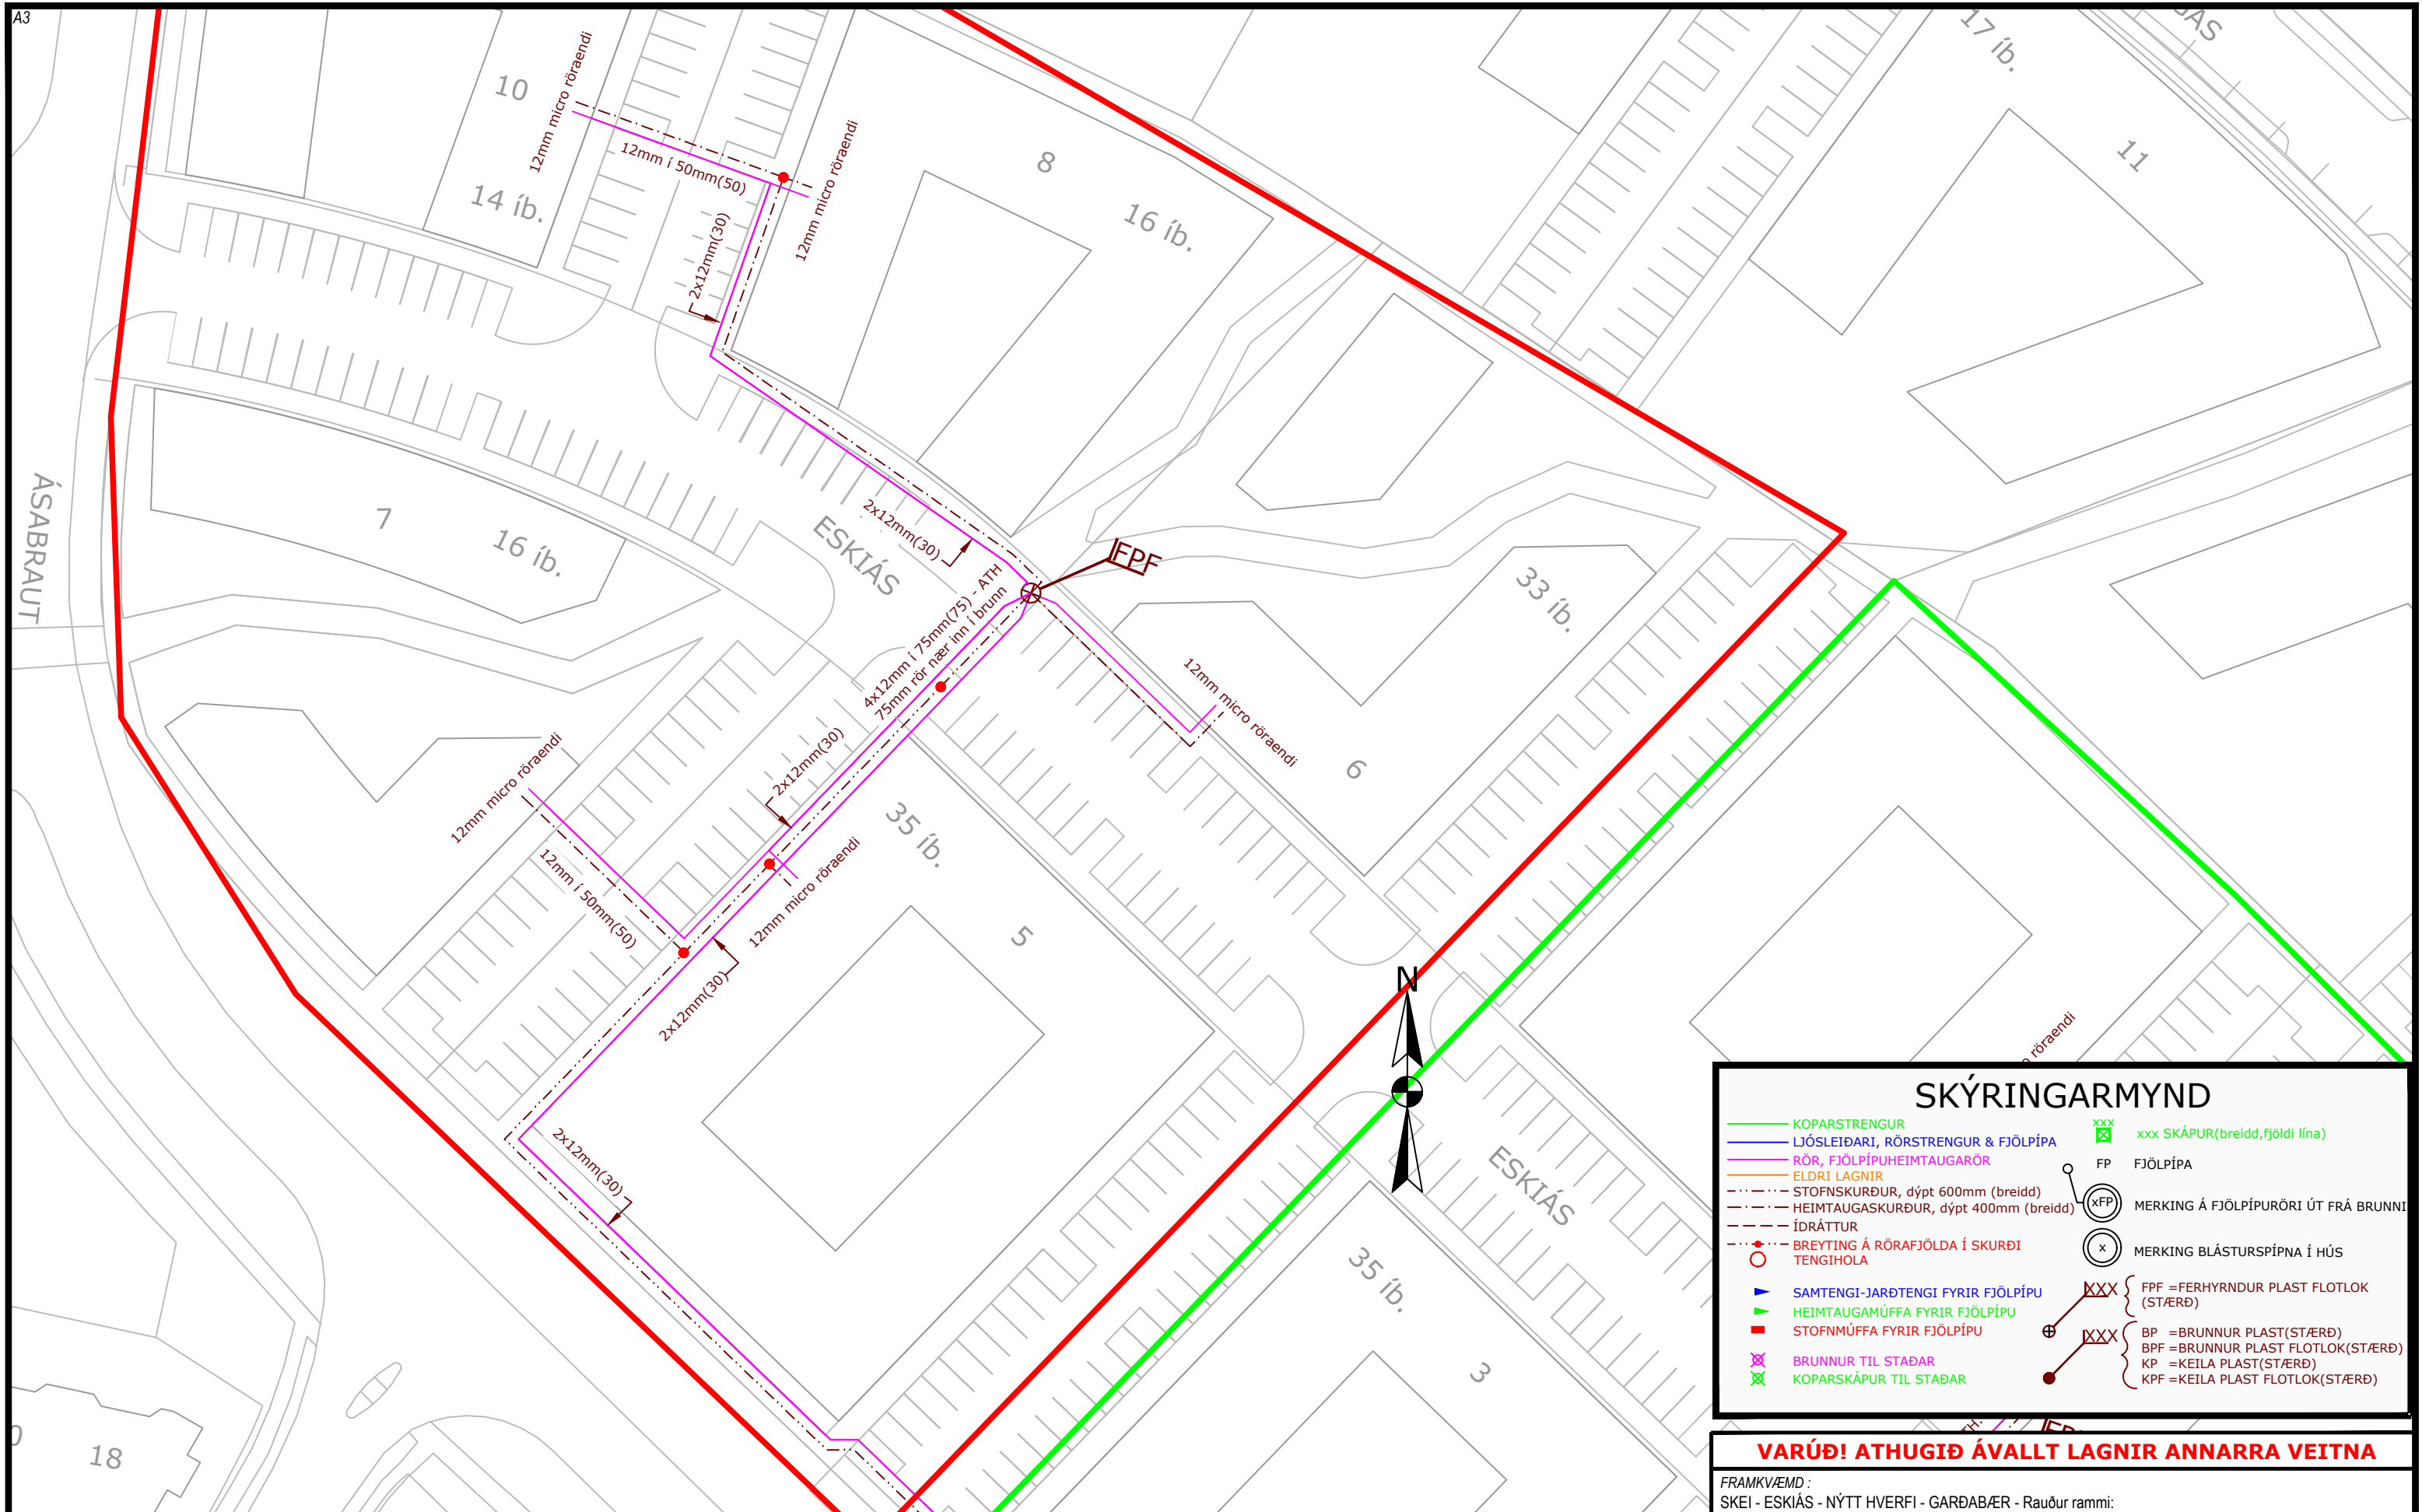 A3
10
14 íb.
12mm micro röraendi
12mm í 50mm(50)
12mm micro röraendi
2x12mm(30)
8
16 íb.
17 íb.
11
ÁSABRAUT
7
16 íb.
ESKIÁS
2x12mm(30)
FPF
4x12mm í 75mm(75) - ATH
75mm rör nær inn í brunn
33 íb.
6
12mm micro röraendi
2x12mm(30)
12mm micro röraendi
12mm í 50mm(50)
12mm micro röraendi
2x12mm(30)
35 íb.
5
2x12mm(30)
N
ESKIÁS
35 íb.
3
18
röraendi
SKÝRINGARMYND
KOPARSTRENGUR
LJÓSLEIÐARI, RÖRSTRENGUR & FJÖLPÍPA
RÖR, FJÖLPÍPUHEIMTAUGARÖR
ELDRI LAGNIR
STOFNSKURÐUR, dýpt 600mm (breidd)
HEIMTAUGASKURÐUR, dýpt 400mm (breidd)
ÍDRÁTTUR
BREYTING Á RÖRAFJÖLDA Í SKURÐI
TENGIHOLA
SAMTENGI-JARÐTENGI FYRIR FJÖLPÍPU
HEIMTAUGAMÚFFA FYRIR FJÖLPÍPU
STOFNMÚFFA FYRIR FJÖLPÍPU
BRUNNUR TIL STAÐAR
KOPARSKÁPUR TIL STAÐAR
xxx
xxx SKÁPUR(breidd,fjöldi lína)
FP FJÖLPÍPA
xFP MERKING Á FJÖLPÍPURÖRI ÚT FRÁ BRUNNI
x MERKING BLÁSTURSPÍPNA Í HÚS
XXX FPF =FERHYRNDUR PLAST FLOTLOK
(STÆRÐ)
XXX BP =BRUNNUR PLAST(STÆRÐ)
BPF =BRUNNUR PLAST FLOTLOK(STÆRÐ)
KP =KEILA PLAST(STÆRÐ)
KPF =KEILA PLAST FLOTLOK(STÆRÐ)
VARÚÐ! ATHUGIÐ ÁVALLT LAGNIR ANNARRA VEITNA
FRAMKVÆMD :
SKEI - ESKIÁS - NÝTT HVERFI - GARÐABÆR - Rauður rammi: